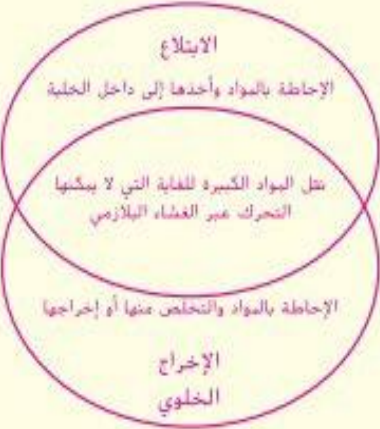 الابتلاع
الإحاطة بالمواد وأخذها إلى داخل الخلية
نقل المواد الكبيرة للغاية التي لا يمكنها
التحرك عبر الغشاء البلازمي
الإحاطة بالمواد والتخلص منها أو إخراجها
الإخراج
الخلوي